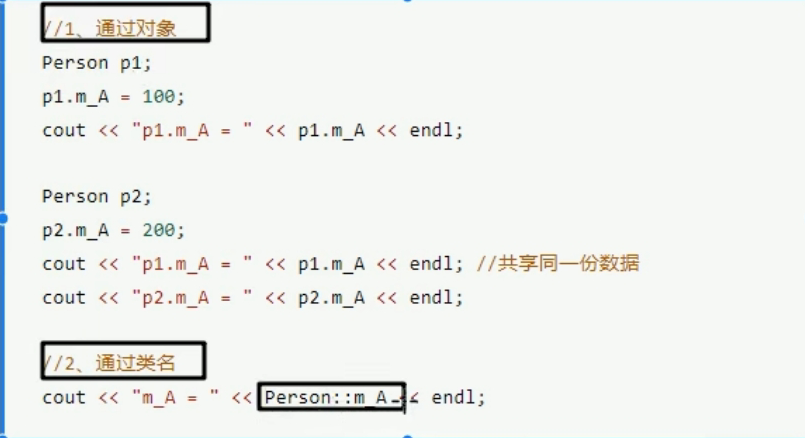 //1、通过对象
Person p1;
p1.m_A = 100;
cout << "p1.m_A = " << p1.m_A << endl;
Person p2;
p2.m_A = 200;
cout << "p1.m_A = " << p1.m_A << endl; //共享同一份数据
cout << "p2.m_A = " << p2.m_A << endl;
//2、通过类名
cout << "m_A = " << Person::m_A << endl;